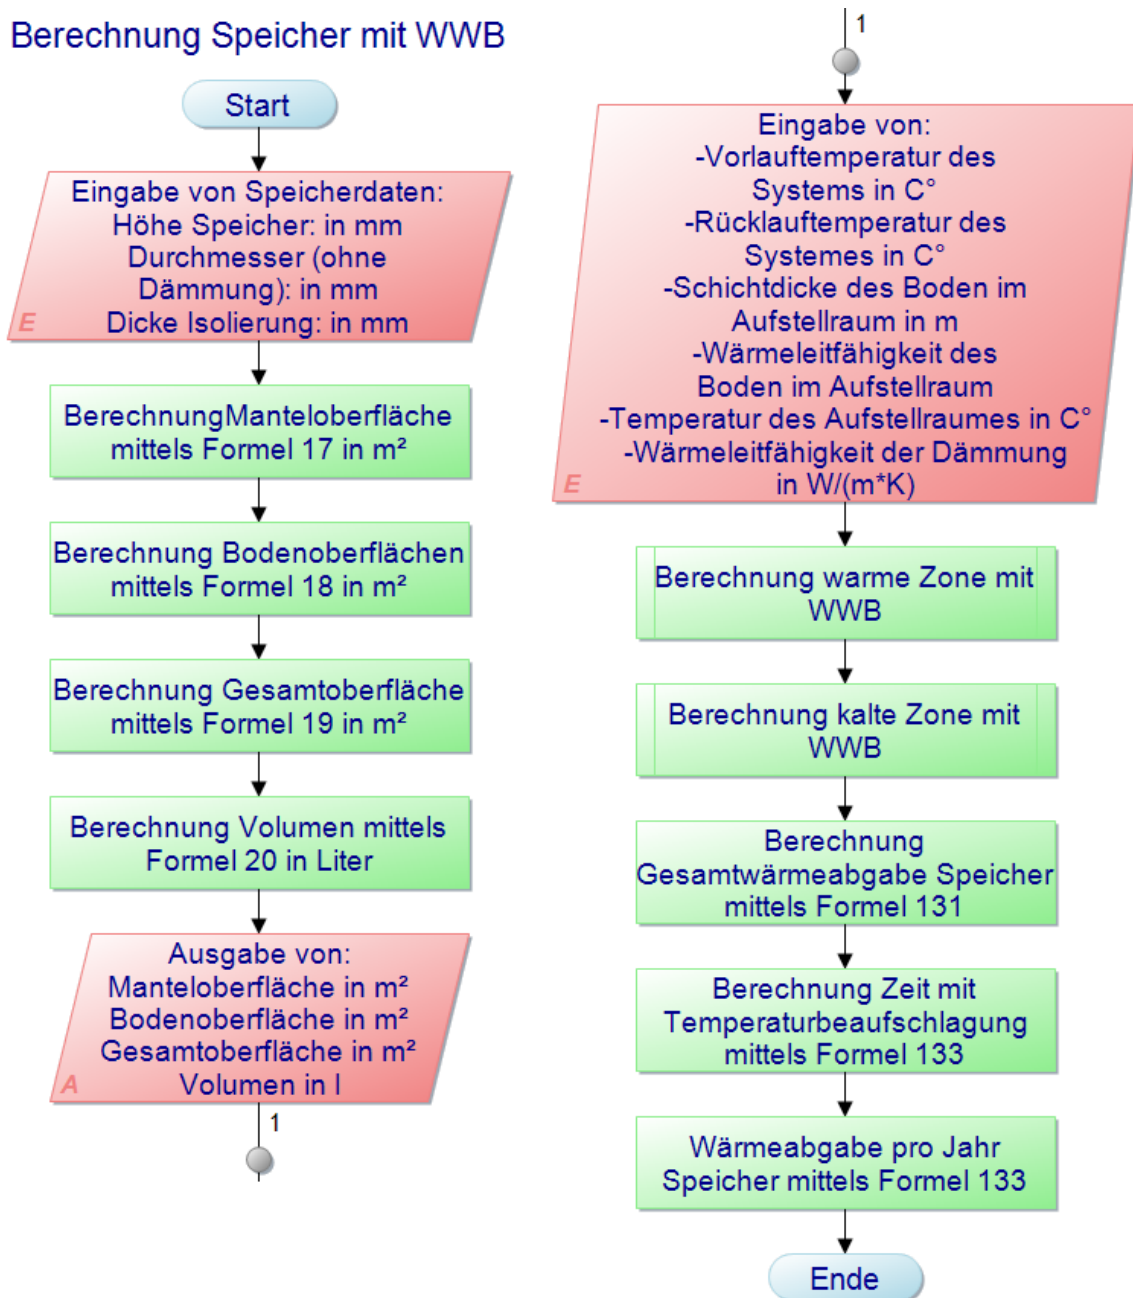 Berechnung Speicher mit WWB
Start
Eingabe von Speicherdaten:
Höhe Speicher: in mm
Durchmesser (ohne
Dämmung): in mm
Dicke Isolierung: in mm
E
BerechnungManteloberfläche
mittels Formel 17 in m²
Berechnung Bodenoberflächen
mittels Formel 18 in m²
Berechnung Gesamtoberfläche
mittels Formel 19 in m²
Berechnung Volumen mittels
Formel 20 in Liter
Ausgabe von:
Manteloberfläche in m²
Bodenoberfläche in m²
Gesamtoberfläche in m²
Volumen in l
A
1
1
Eingabe von:
-Vorlauftemperatur des
Systems in C°
-Rücklauftemperatur des
Systemes in C°
-Schichtdicke des Boden im
Aufstellraum in m
-Wärmeleitfähigkeit des
Boden im Aufstellraum
-Temperatur des Aufstellraumes in C°
-Wärmeleitfähigkeit der Dämmung
in W/(m*K)
E
Berechnung warme Zone mit
WWB
Berechnung kalte Zone mit
WWB
Berechnung
Gesamtwärmeabgabe Speicher
mittels Formel 131
Berechnung Zeit mit
Temperaturbeaufschlagung
mittels Formel 133
Wärmeabgabe pro Jahr
Speicher mittels Formel 133
Ende